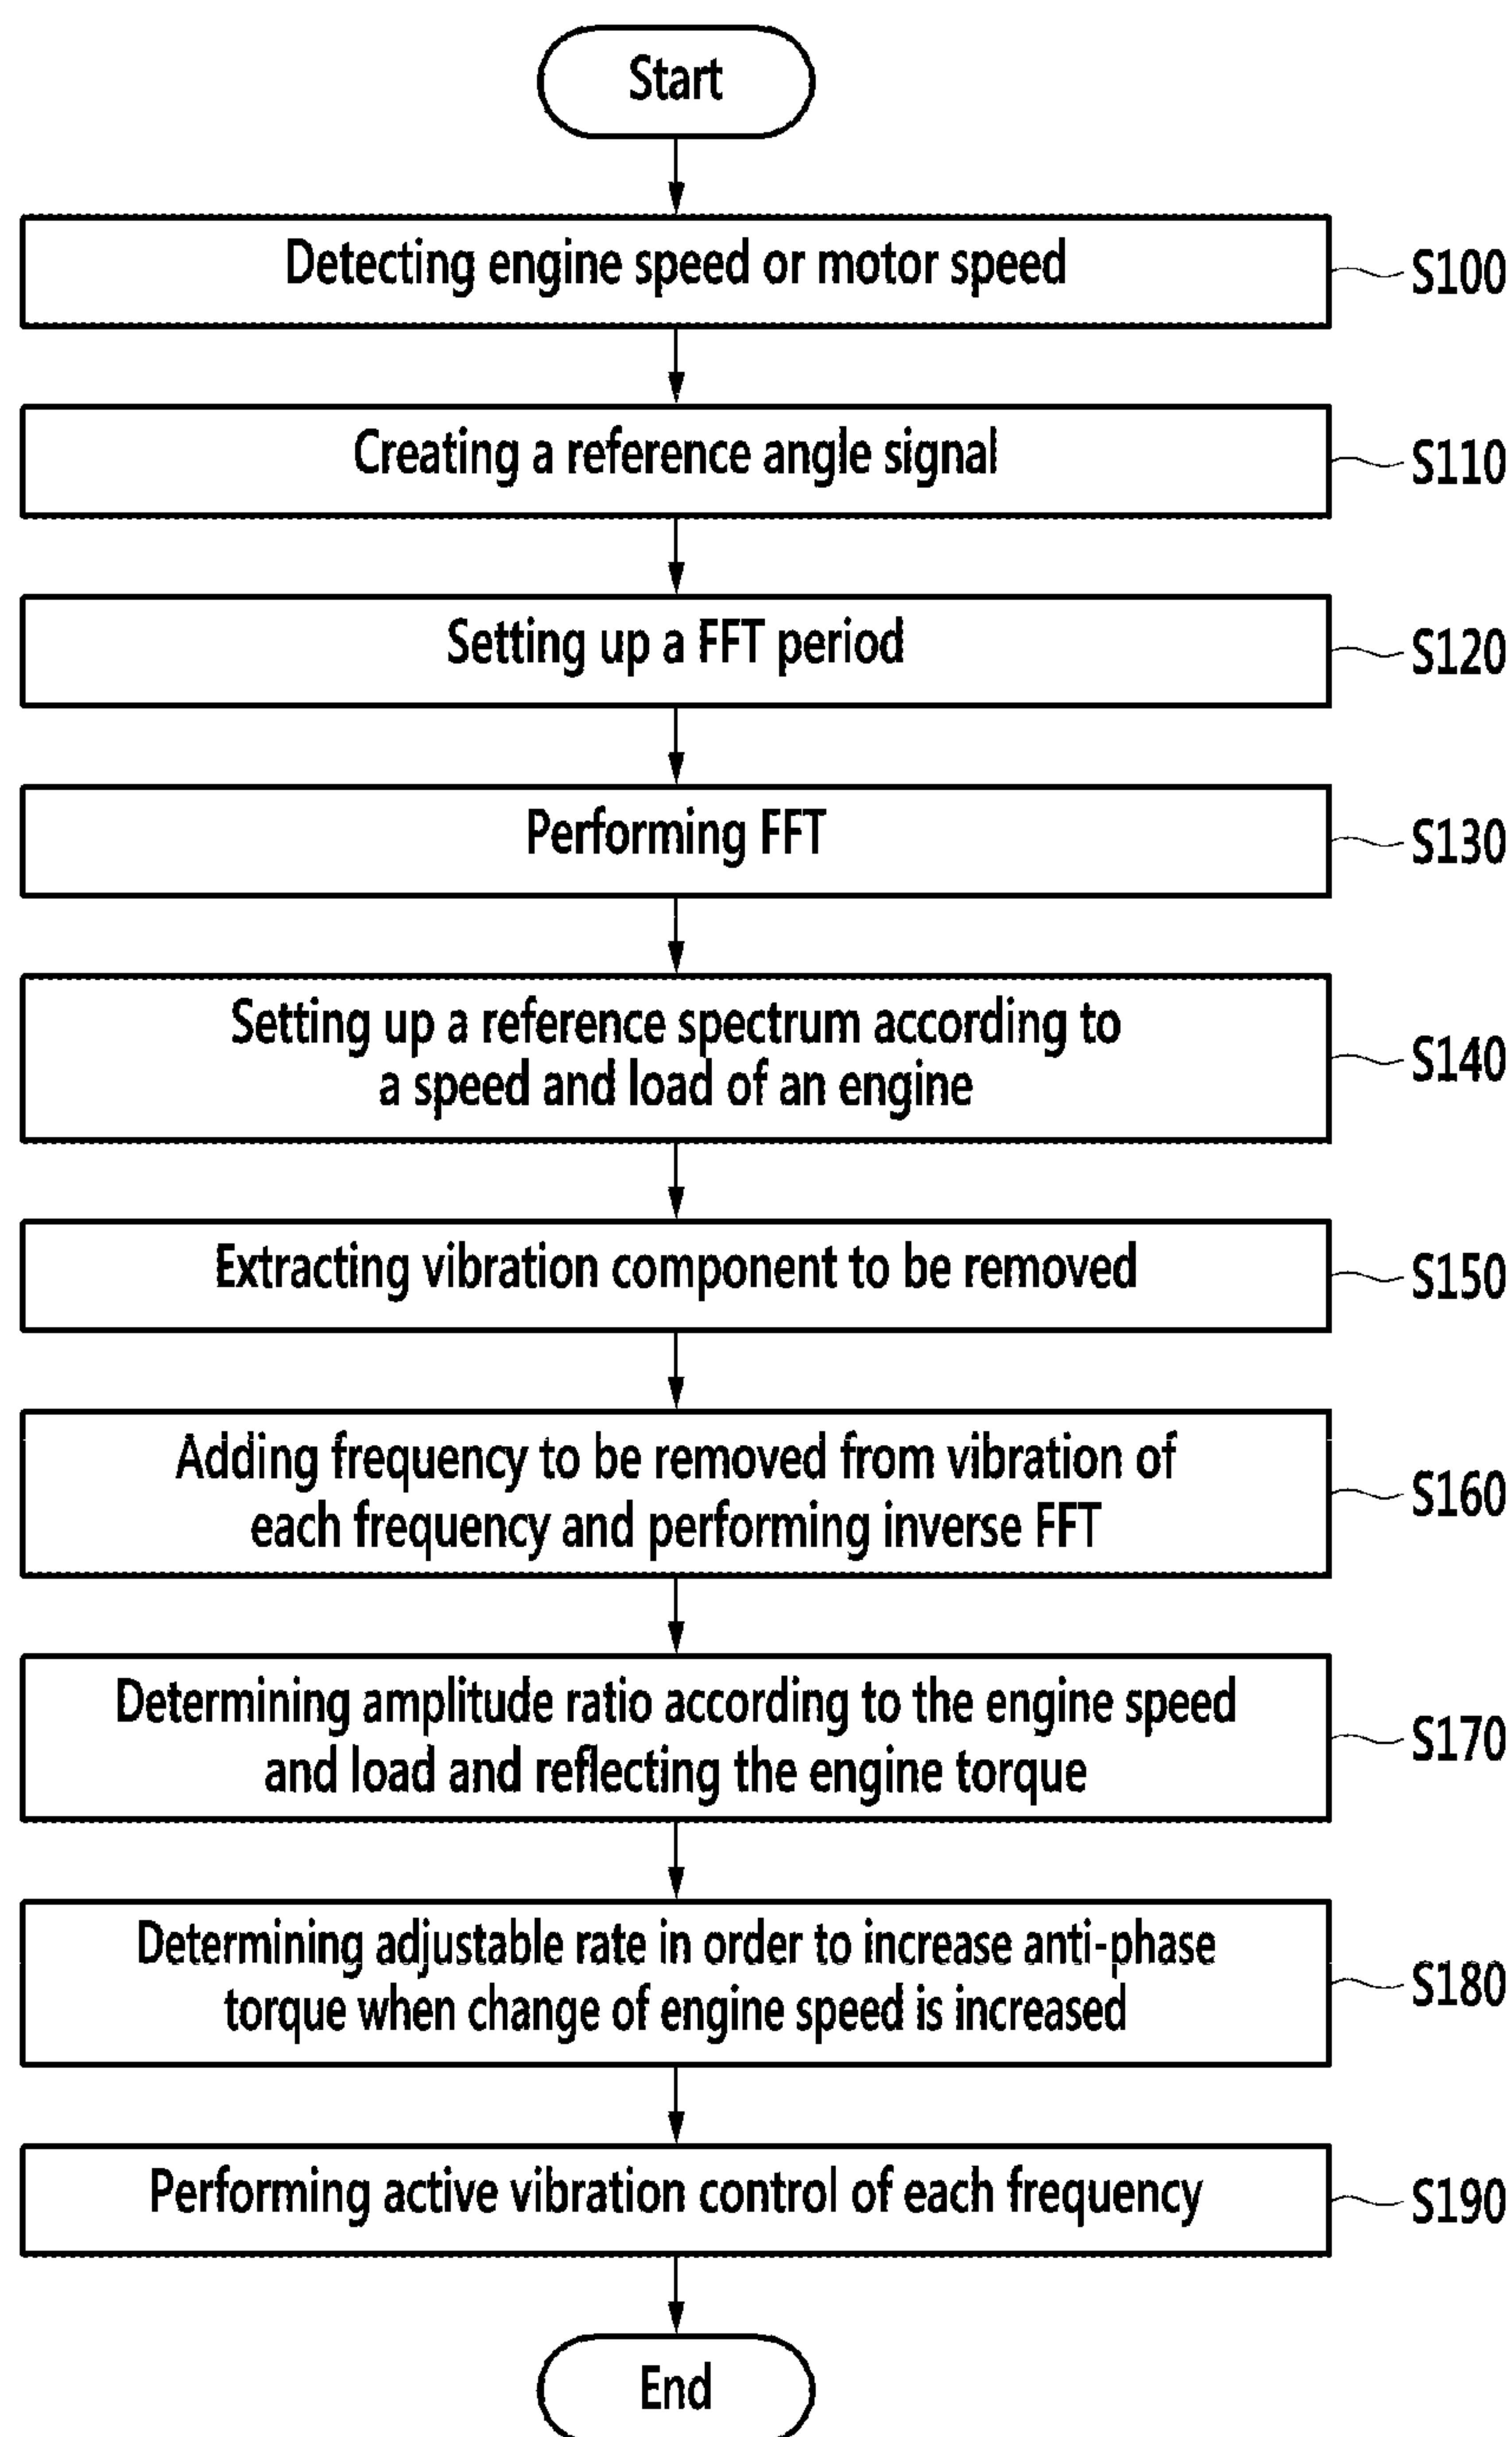 Start
Detecting engine speed or motor speed
S100
Creating a reference angle signal
S110
Setting up a FFT period
S120
Performing FFT
S130
Setting up a reference spectrum according to
a speed and load of an engine
S140
Extracting vibration component to be removed
S150
Adding frequency to be removed from vibration of
each frequency and performing inverse FFT
S160
Determining amplitude ratio according to the engine speed
and load and reflecting the engine torque
S170
Determining adjustable rate in order to increase anti-phase
torque when change of engine speed is increased
S180
Performing active vibration control of each frequency
S190
End